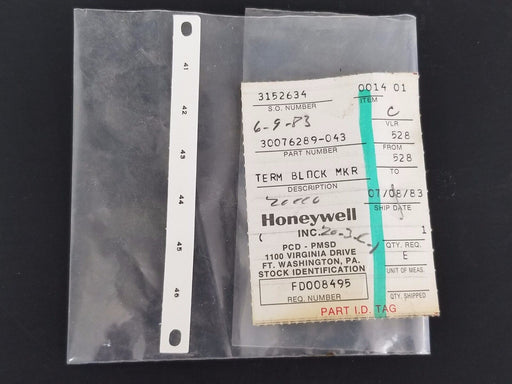 41
42
43
44
45
46
3152634
S.O. NUMBER
0014 01
ITEM
6-9-83
C
VLR
30076289-043
PART NUMBER
528
FROM
528
TERM BLOCK MKR
TO
DESCRIPTION
07/08/83
SHIP DATE
Honeywell
INC.
1
QTY. REQ.
PCD - PMSD
1100 VIRGINIA DRIVE
FT. WASHINGTON, PA.
STOCK IDENTIFICATION
E
UNIT OF MEAS.
FD008495
REQ. NUMBER
QTY. SHIPPED
PART I.D. TAG